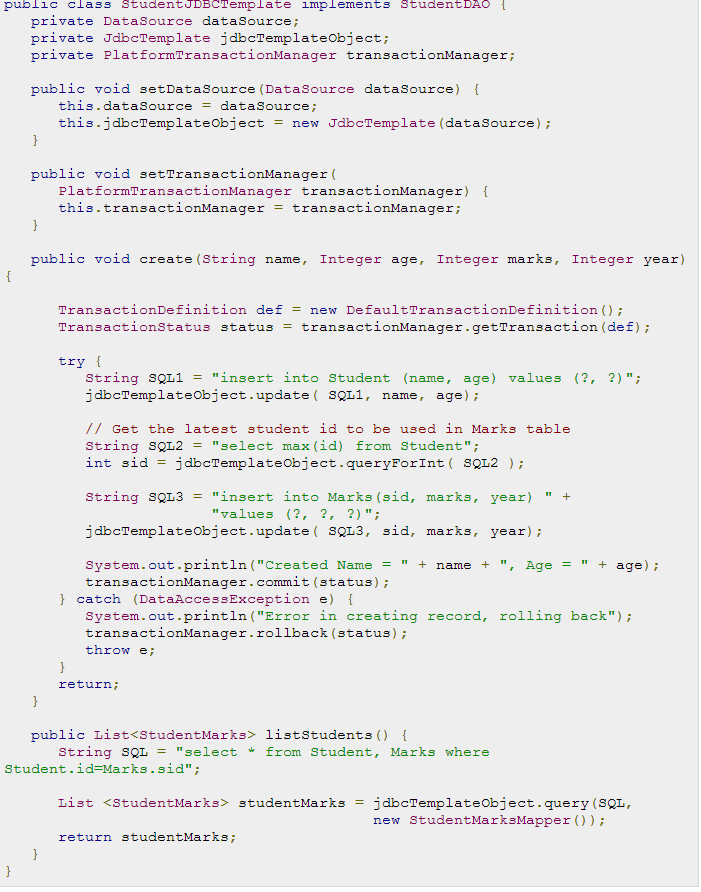 public class StudentJDBCTemplate implements StudentDAO {
   private DataSource dataSource;
   private JdbcTemplate jdbcTemplateObject;
   private PlatformTransactionManager transactionManager;

   public void setDataSource(DataSource dataSource) {
      this.dataSource = dataSource;
      this.jdbcTemplateObject = new JdbcTemplate(dataSource);
   }

   public void setTransactionManager(
      PlatformTransactionManager transactionManager) {
      this.transactionManager = transactionManager;
   }

   public void create(String name, Integer age, Integer marks, Integer year)
{

      TransactionDefinition def = new DefaultTransactionDefinition();
      TransactionStatus status = transactionManager.getTransaction(def);

      try {
         String SQL1 = "insert into Student (name, age) values (?, ?)";
         jdbcTemplateObject.update( SQL1, name, age);

         // Get the latest student id to be used in Marks table
         String SQL2 = "select max(id) from Student";
         int sid = jdbcTemplateObject.queryForInt( SQL2 );

         String SQL3 = "insert into Marks(sid, marks, year) " +
                       "values (?, ?, ?)";
         jdbcTemplateObject.update( SQL3, sid, marks, year);

         System.out.println("Created Name = " + name + ", Age = " + age);
         transactionManager.commit(status);
      } catch (DataAccessException e) {
         System.out.println("Error in creating record, rolling back");
         transactionManager.rollback(status);
         throw e;
      }
      return;
   }

   public List<StudentMarks> listStudents() {
      String SQL = "select * from Student, Marks where
Student.id=Marks.sid";

      List <StudentMarks> studentMarks = jdbcTemplateObject.query(SQL,
                                         new StudentMarksMapper());
      return studentMarks;
   }
}